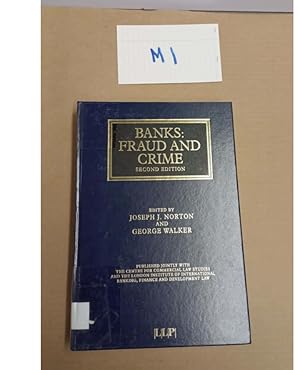 M1
BANKS:
FRAUD AND
CRIME
SECOND EDITION
EDITED BY
JOSEPH J. NORTON
AND
GEORGE WALKER
PUBLISHED JOINTLY WITH
THE CENTRE FOR COMMERCIAL LAW STUDIES
AND THE LONDON INSTITUTE OF INTERNATIONAL
BANKING, FINANCE AND DEVELOPMENT LAW
LLP